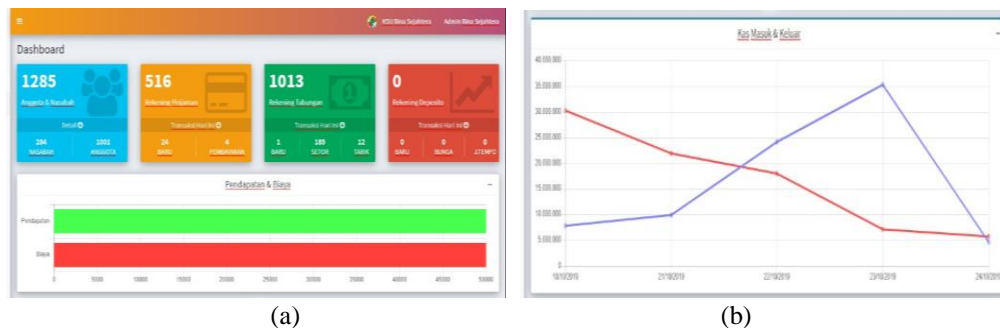 KSU Bina Sejahtera Admin Bina Sejahtera
Dashboard
1285
Anggota & Nasabah
Detail
284 1001
NASABAH ANGGOTA
516
Rekening Pinjaman
Transaksi Hari Ini
24 4
BARU PEMBAYARAN
1013
Rekening Tabungan
Transaksi Hari Ini
1 185 12
BARU SETOR TARIK
0
Rekening Deposito
Transaksi Hari Ini
0 0 0
BARU BUNGA JTEMPO
Pendapatan & Biaya
Pendapatan
Biaya
0 5000 10000 15000 20000 25000 30000 35000 40000 45000 50000
(a)
Kas Masuk & Keluar
40.000.000
35.000.000
30.000.000
25.000.000
20.000.000
15.000.000
10.000.000
5.000.000
0
21/10/2019 22/10/2019 23/10/2019 24/10/2019
(b)